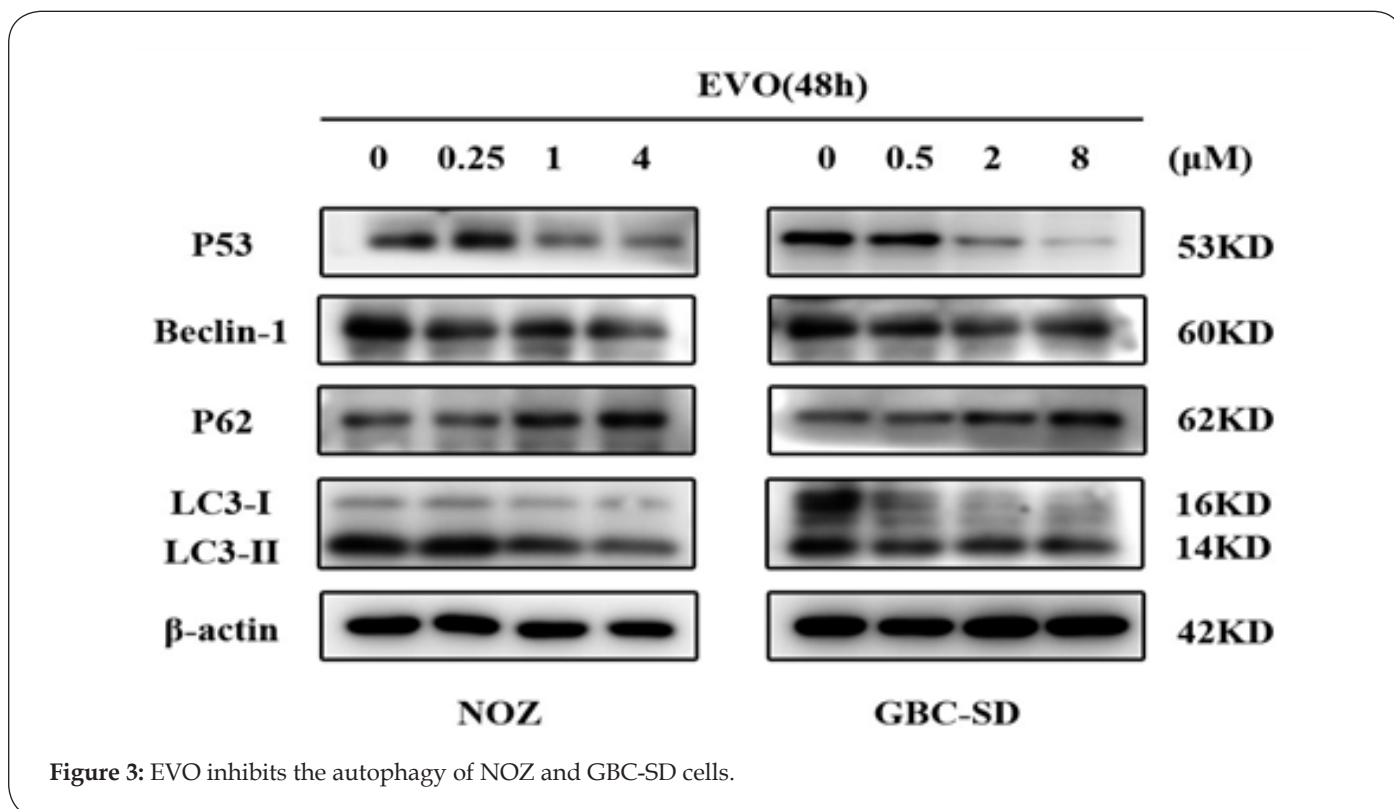 EVO(48h)
0 0.25 1 4 0 0.5 2 8 (μM)
P53 53KD
Beclin-1 60KD
P62 62KD
LC3-I 16KD
LC3-II 14KD
β-actin 42KD
NOZ GBC-SD
Figure 3: EVO inhibits the autophagy of NOZ and GBC-SD cells.